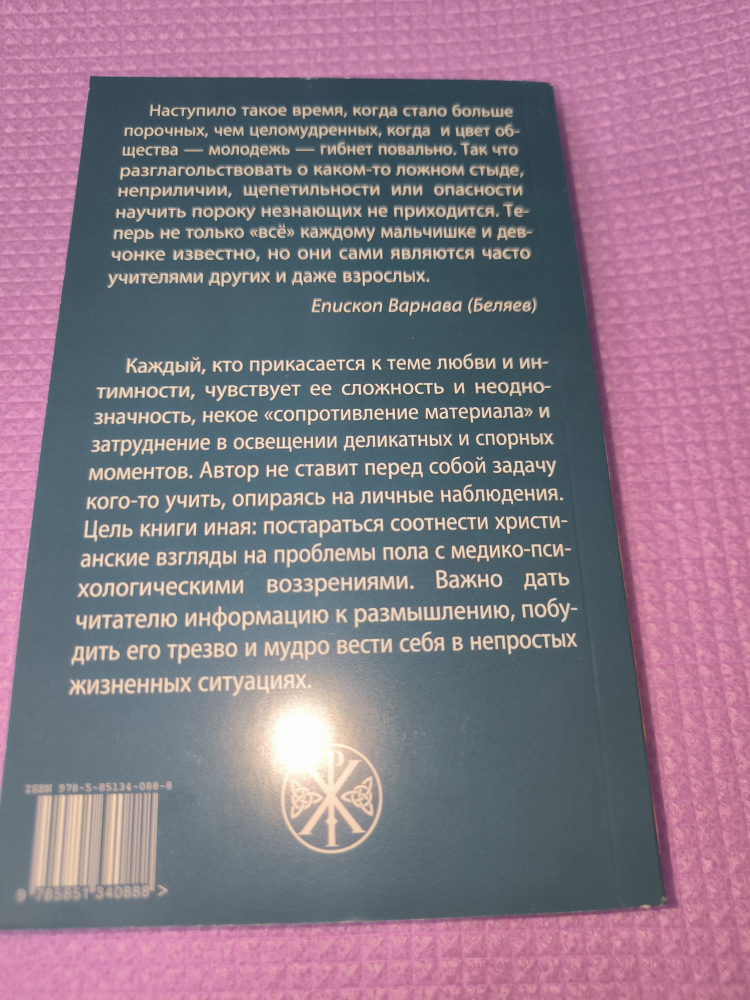 Наступило такое время, когда стало больше
порочных, чем целомудренных, когда и цвет об-
щества — молодежь — гибнет повально. Так что
разглагольствовать о каком-то ложном стыде,
неприличии, щепетильности или опасности
научить пороку незнающих не приходится. Те-
перь не только «всё» каждому мальчишке и дев-
чонке известно, но они сами являются часто
учителями других и даже взрослых.
Епископ Варнава (Беляев)
Каждый, кто прикасается к теме любви и ин-
тимности, чувствует ее сложность и неодно-
значность, некое «сопротивление материала» и
затруднение в освещении деликатных и спорных
моментов. Автор не ставит перед собой задачу
кого-то учить, опираясь на личные наблюдения.
Цель книги иная: постараться соотнести христи-
анские взгляды на проблемы пола с медико-пси-
хологическими воззрениями. Важно дать
читателю информацию к размышлению, побу-
дить его трезво и мудро вести себя в непростых
жизненных ситуациях.
ISBN 978-5-85134-088-8
9 785851 340888 >